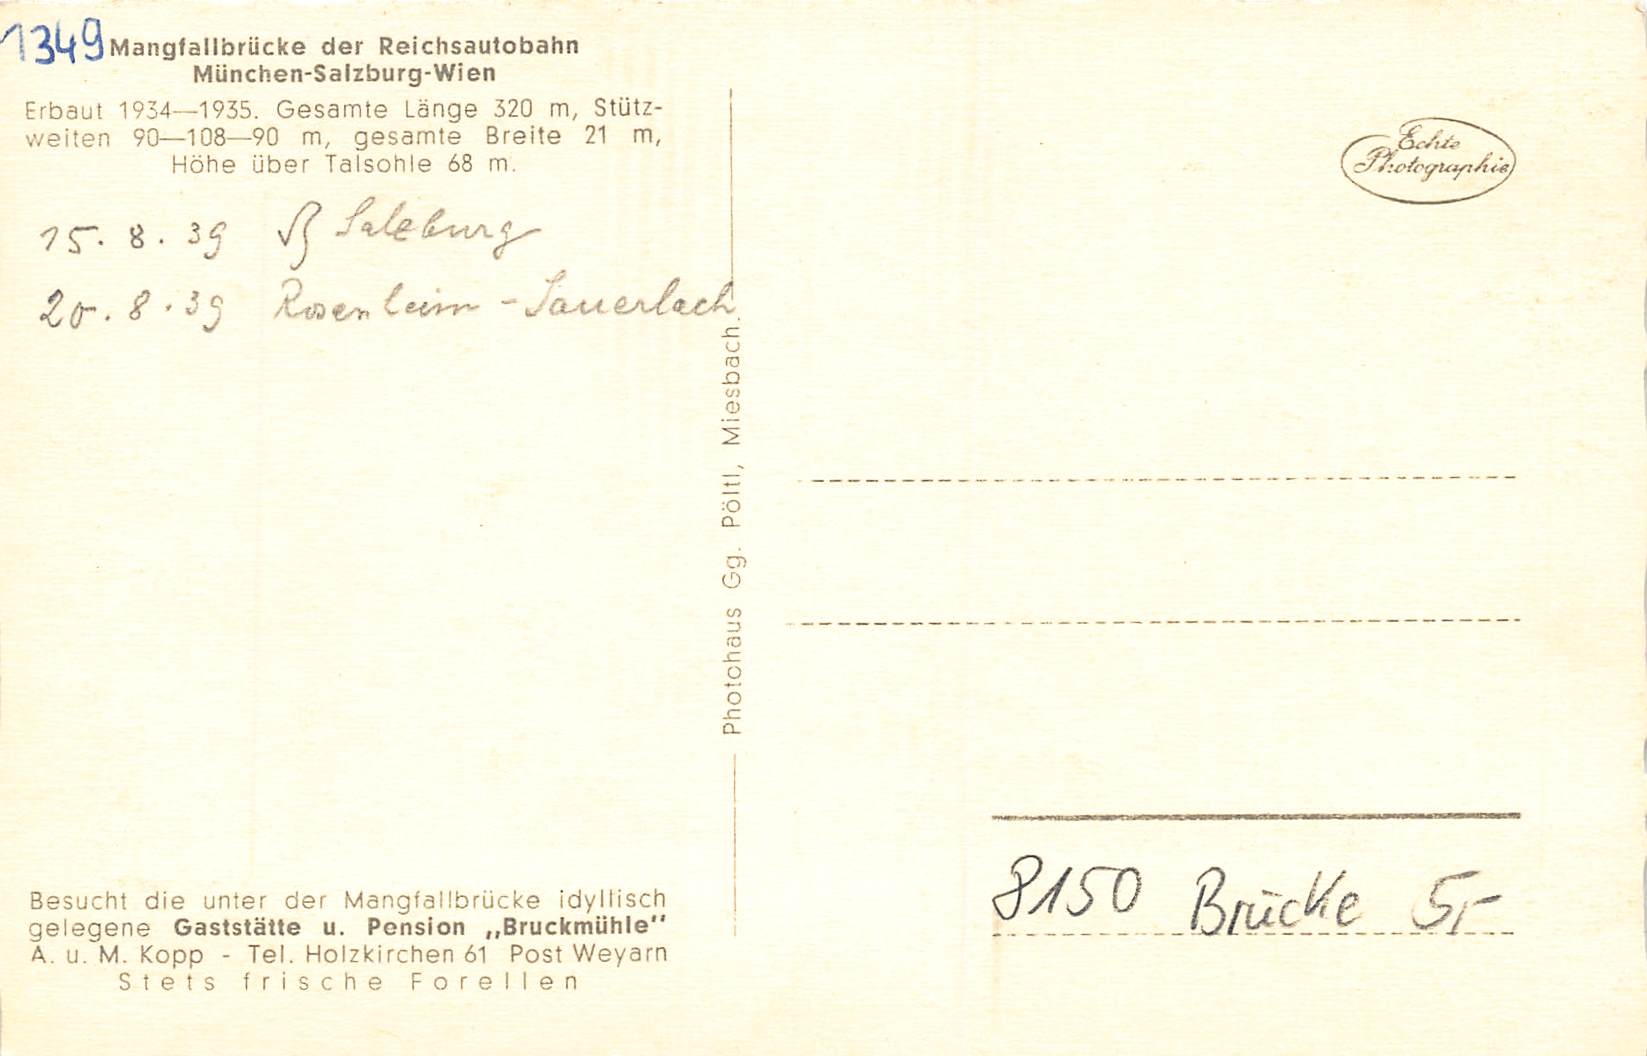 1349
Mangfallbrücke der Reichsautobahn
München-Salzburg-Wien
Erbaut 1934—1935. Gesamte Länge 320 m, Stütz-
weiten 90—108—90 m, gesamte Breite 21 m,
Höhe über Talsohle 68 m.
15. 8. 39 Salzburg
20. 8. 39 Rosenheim - Sauerlach
Besucht die unter der Mangfallbrücke idyllisch
gelegene Gaststätte u. Pension „Bruckmühle"
A. u. M. Kopp - Tel. Holzkirchen 61 Post Weyarn
Stets frische Forellen
Photohaus Gg. Pöltl, Miesbach.
Echte
Photographie
8150 Brücke 5,-